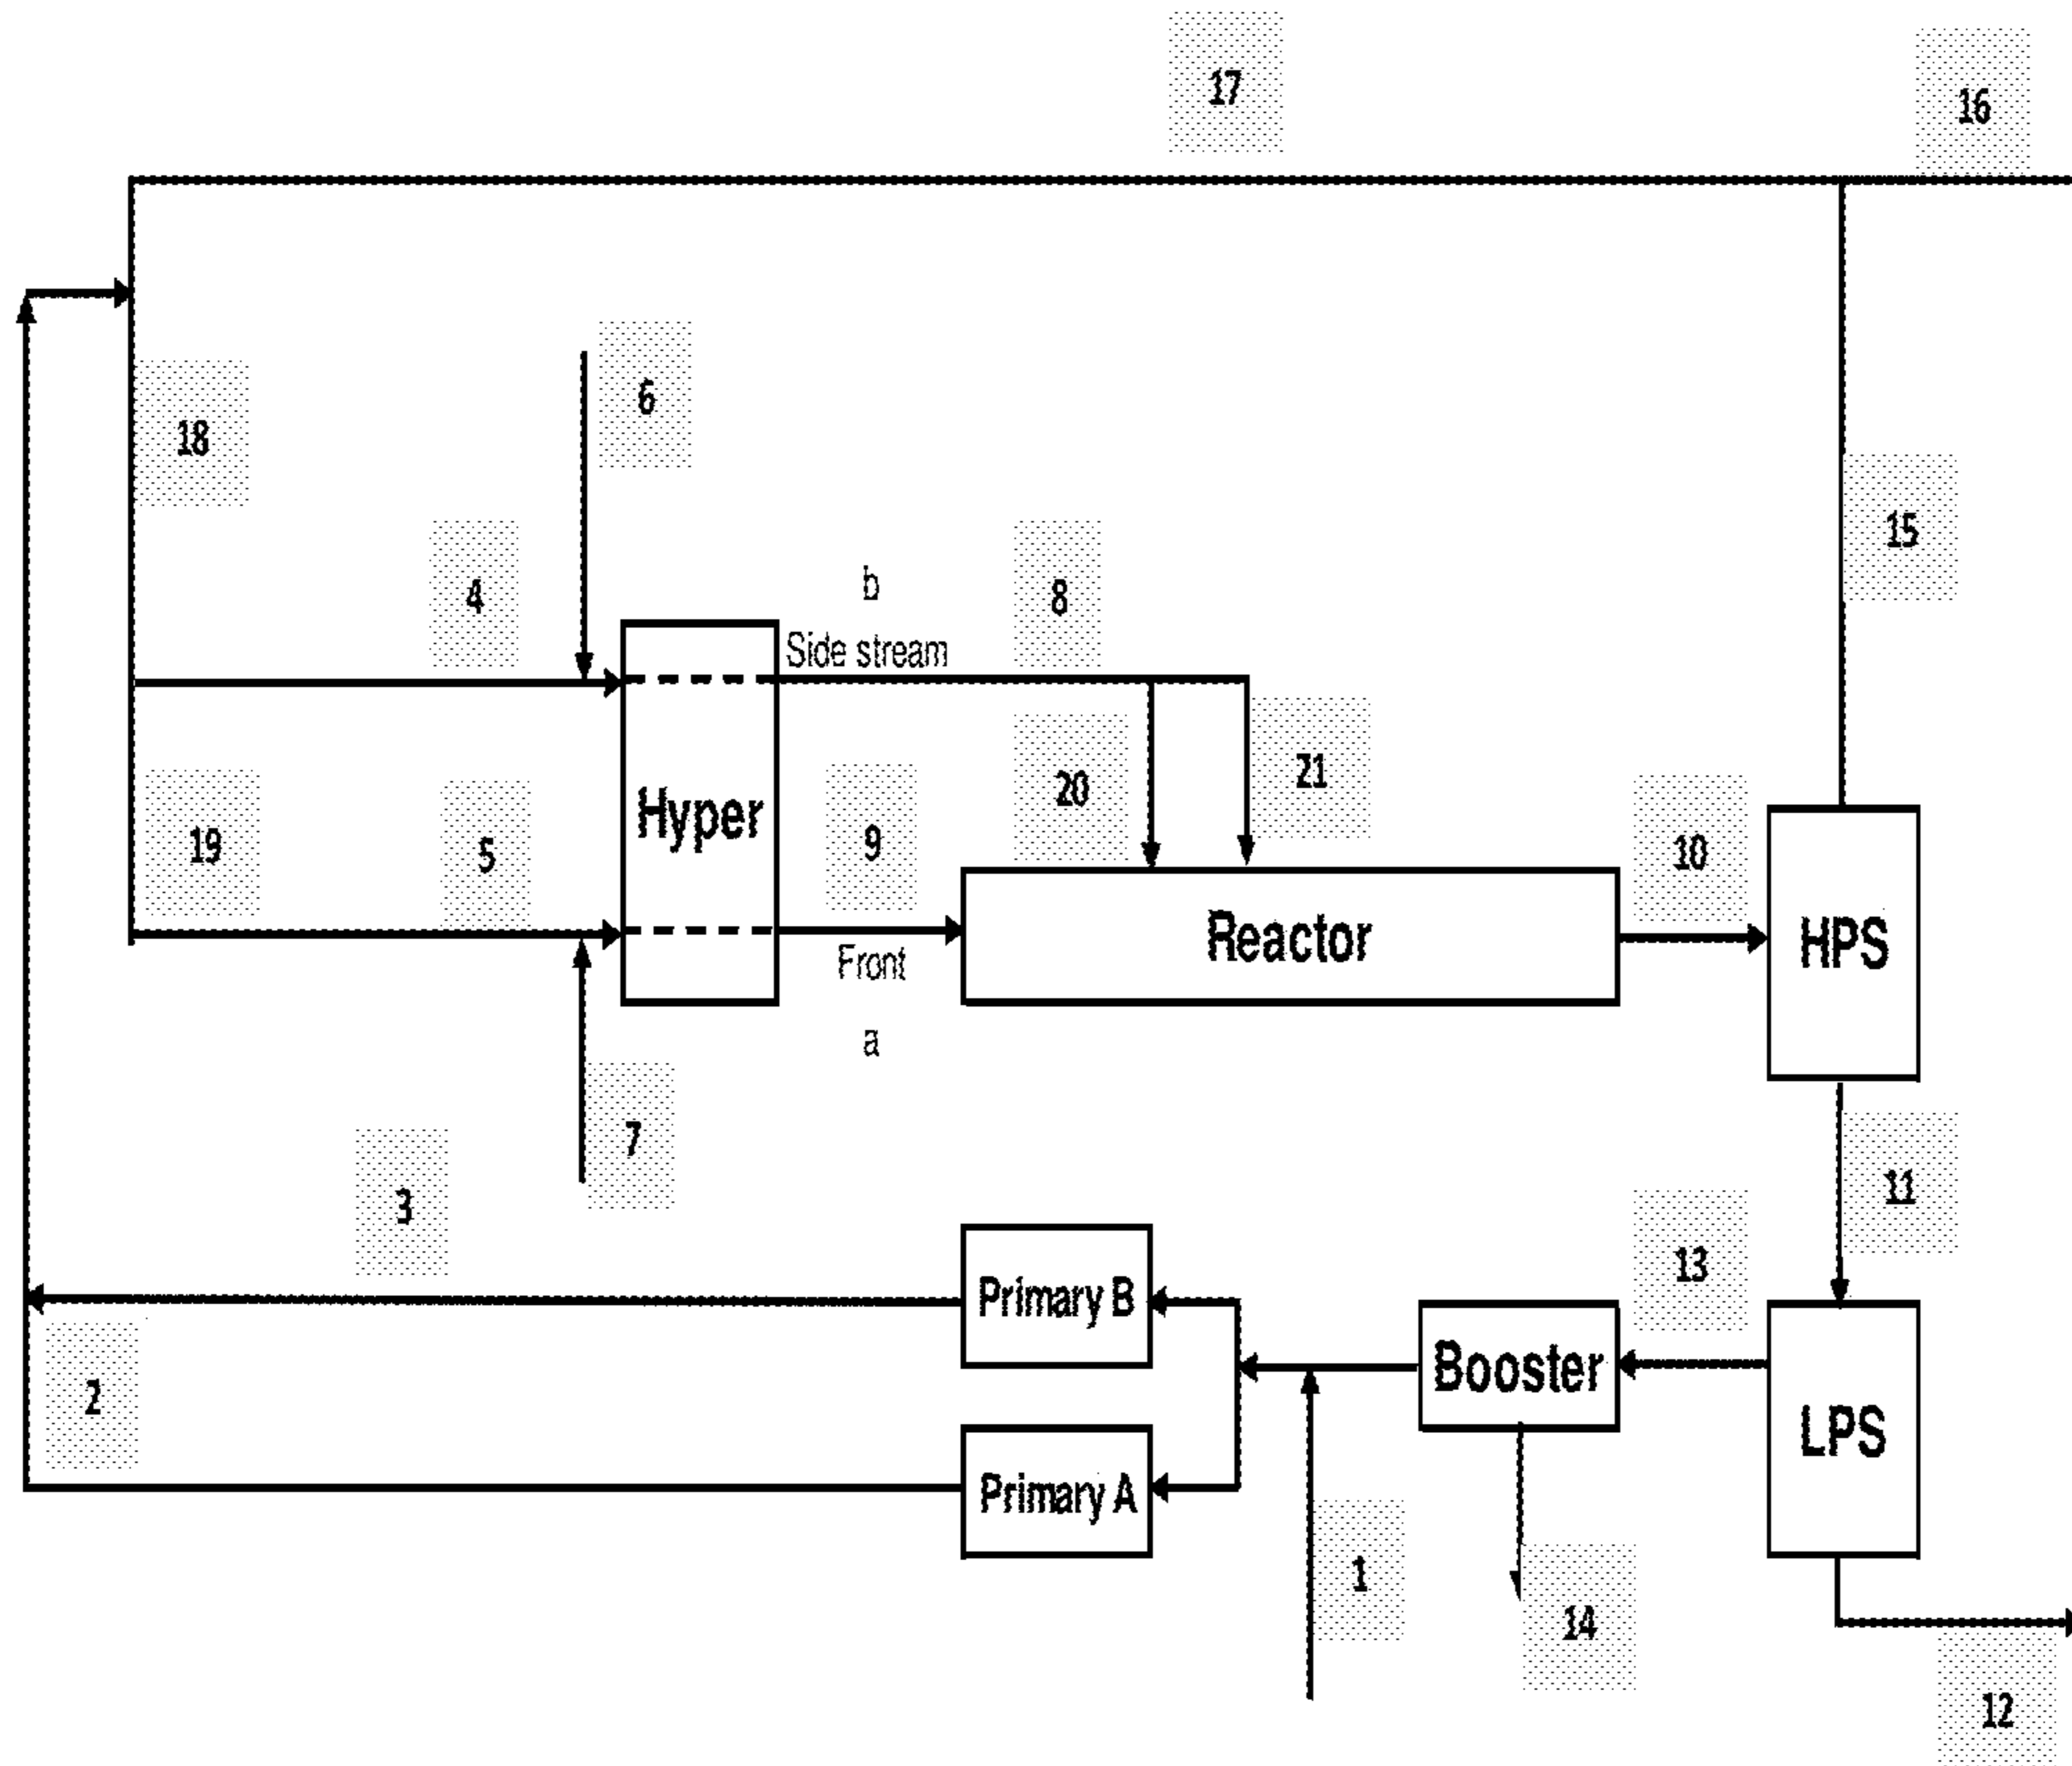 17
16
18
6
15
4
b
8
Side stream
20
21
19
5
Hyper
9
10
Reactor
HPS
Front
a
7
3
11
13
Primary B
Booster
2
LPS
Primary A
1
14
12